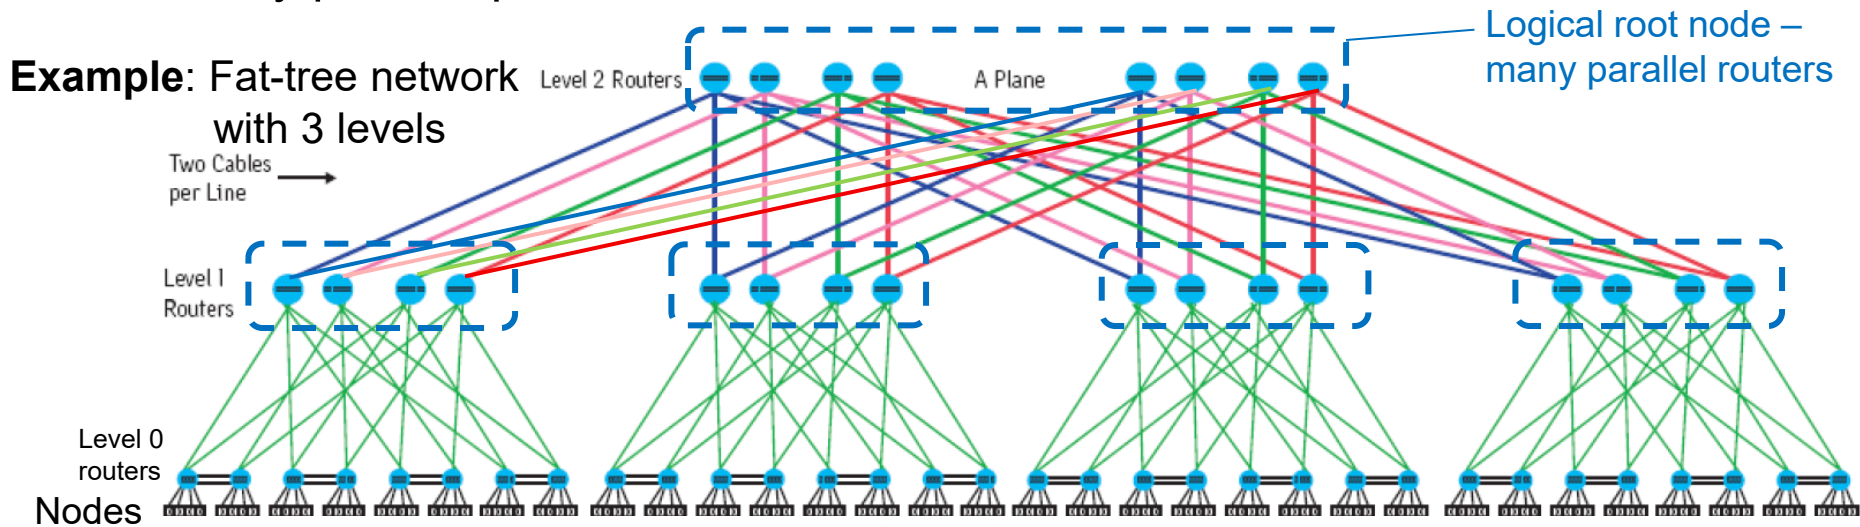 Logical root node –
many parallel routers
Example: Fat-tree network
with 3 levels
Level 2 Routers
A Plane
Two Cables
per Line
Level 1
Routers
Level 0
routers
Nodes